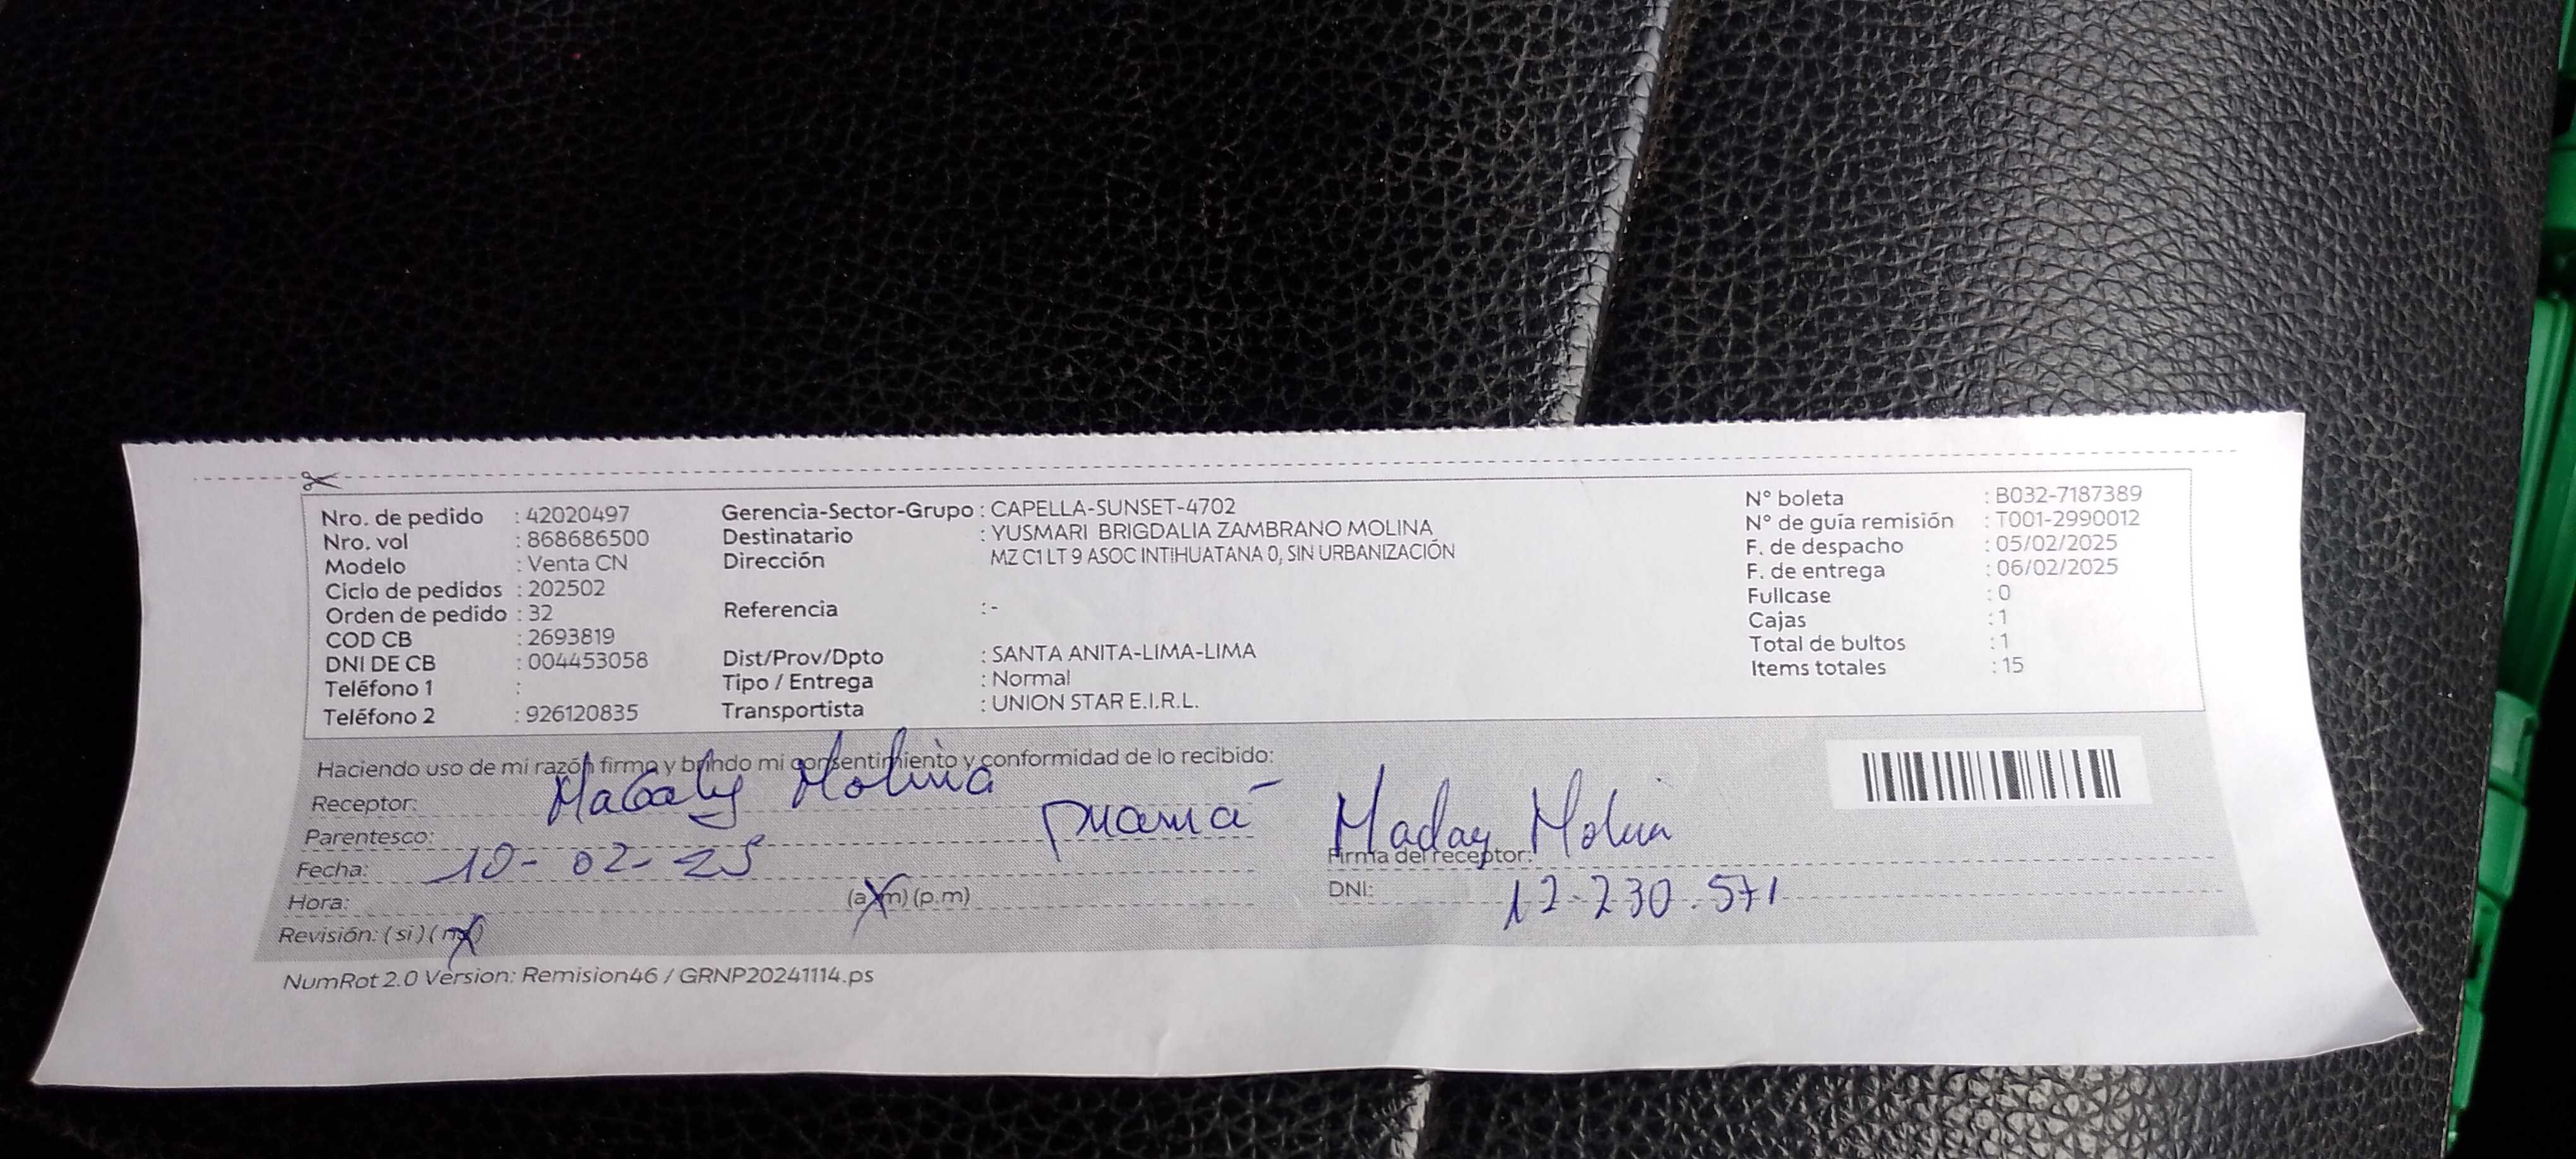 Nro. de pedido : 42020497 Gerencia-Sector-Grupo : CAPELLA-SUNSET-4702 N° boleta : B032-7187389
Nro. vol : 868686500 Destinatario : YUSMARI BRIGDALIA ZAMBRANO MOLINA N° de guía remisión : T001-2990012
Modelo : Venta CN Dirección MZ C1 LT 9 ASOC INTIHUATANA 0, SIN URBANIZACIÓN F. de despacho : 05/02/2025
Ciclo de pedidos : 202502 F. de entrega : 06/02/2025
Orden de pedido : 32 Referencia : - Fullcase : 0
COD CB : 2693819 Cajas : 1
DNI DE CB : 004453058 Dist/Prov/Dpto : SANTA ANITA-LIMA-LIMA Total de bultos : 1
Teléfono 1 : Tipo / Entrega : Normal Items totales : 15
Teléfono 2 : 926120835 Transportista : UNION STAR E.I.R.L.
Haciendo uso de mi razón firmo y brindo mi consentimiento y conformidad de lo recibido:
Receptor: Magaly Molina
Parentesco: mamá
Fecha: 10-02-25 Firma del receptor: Molina
Hora: (a.m) (p.m) DNI: 12.230.571
Revisión: (si) (no)
NumRot 2.0 Version: Remision46 / GRNP20241114.ps